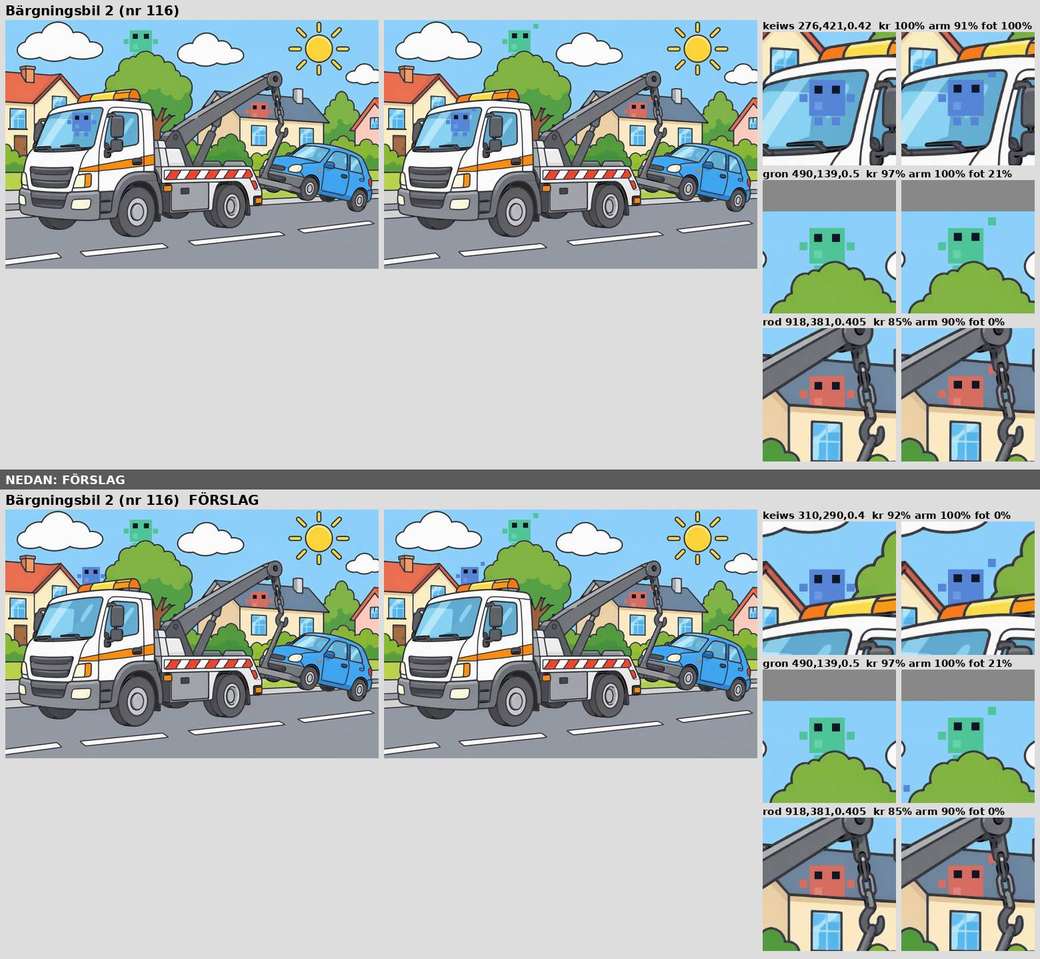 Bärgningsbil 2 (nr 116)
keiws 276,421,0.42 kr 100% arm 91% fot 100%
gron 490,139,0.5 kr 97% arm 100% fot 21%
rod 918,381,0.405 kr 85% arm 90% fot 0%
NEDAN: FÖRSLAG
Bärgningsbil 2 (nr 116) FÖRSLAG
keiws 310,290,0.4 kr 92% arm 100% fot 0%
gron 490,139,0.5 kr 97% arm 100% fot 21%
rod 918,381,0.405 kr 85% arm 90% fot 0%